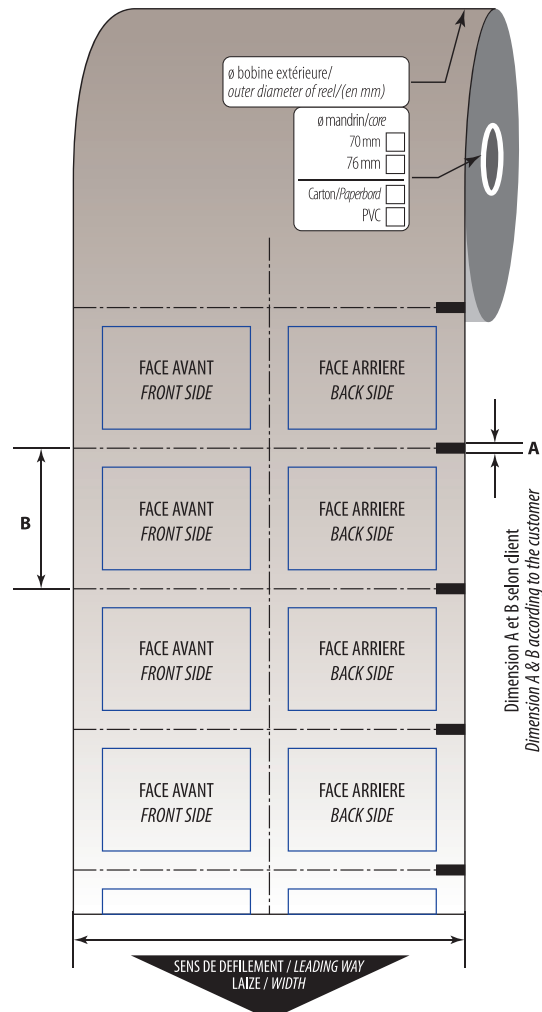 ø bobine extérieure/
outer diameter of reel/(en mm)
ø mandrin/core
70 mm
76 mm
Carton/Paperbord
PVC
FACE AVANT
FRONT SIDE
FACE ARRIERE
BACK SIDE
A
B
FACE AVANT
FRONT SIDE
FACE ARRIERE
BACK SIDE
Dimension A et B selon client
Dimension A & B according to the customer
FACE AVANT
FRONT SIDE
FACE ARRIERE
BACK SIDE
FACE AVANT
FRONT SIDE
FACE ARRIERE
BACK SIDE
SENS DE DEFILEMENT / LEADING WAY
LAIZE / WIDTH